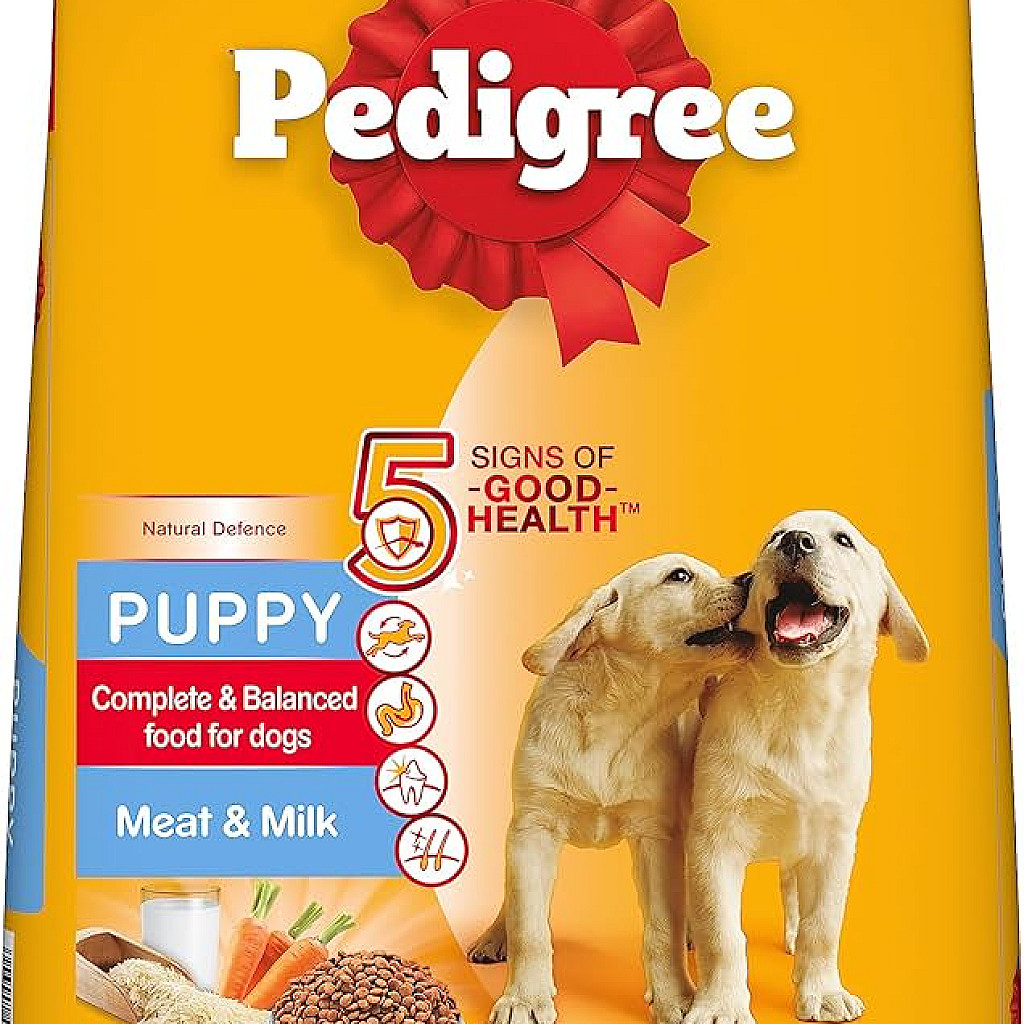 Pedigree
5 SIGNS OF
-GOOD-
HEALTH™
Natural Defence
PUPPY
Complete & Balanced
food for dogs
Meat & Milk